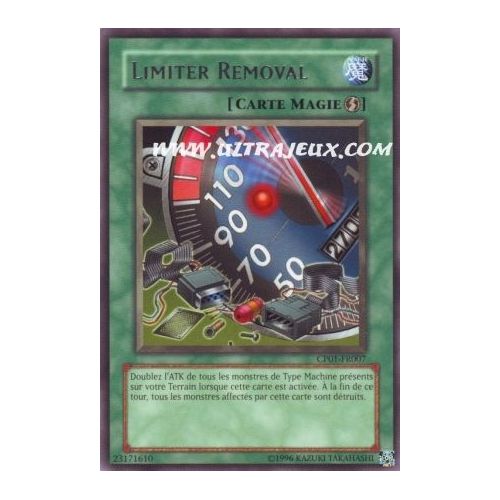 LIMITER REMOVAL
[CARTE MAGIE]
WWW.ULTRAJEUX.COM
110
90
70
50
CP01-FR007
Doublez l'ATK de tous les monstres de Type Machine présents
sur votre Terrain lorsque cette carte est activée. À la fin de ce
tour, tous les monstres affectés par cette carte sont détruits.
23171610
©1996 KAZUKI TAKAHASHI